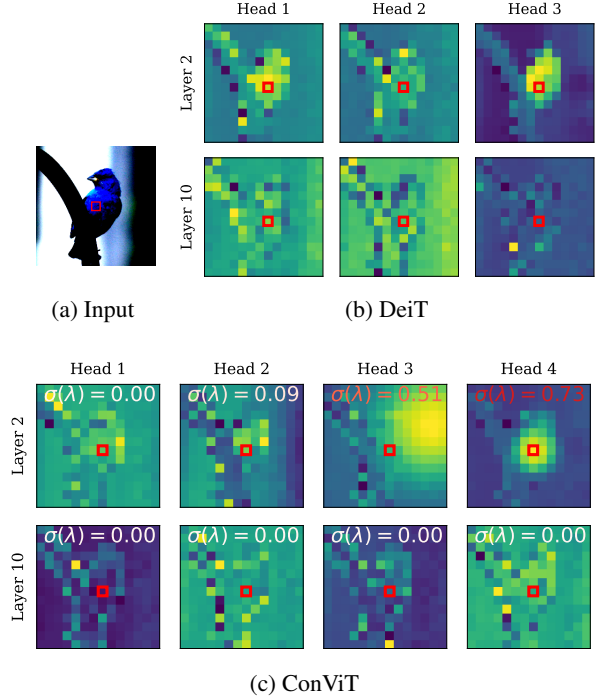 Head 1 Head 2 Head 3
Layer 2
Layer 10
(a) Input
(b) DeiT
Head 1 Head 2 Head 3 Head 4
Layer 2
σ(λ) = 0.00 σ(λ) = 0.09 σ(λ) = 0.51 σ(λ) = 0.73
Layer 10
σ(λ) = 0.00 σ(λ) = 0.00 σ(λ) = 0.00 σ(λ) = 0.00
(c) ConViT